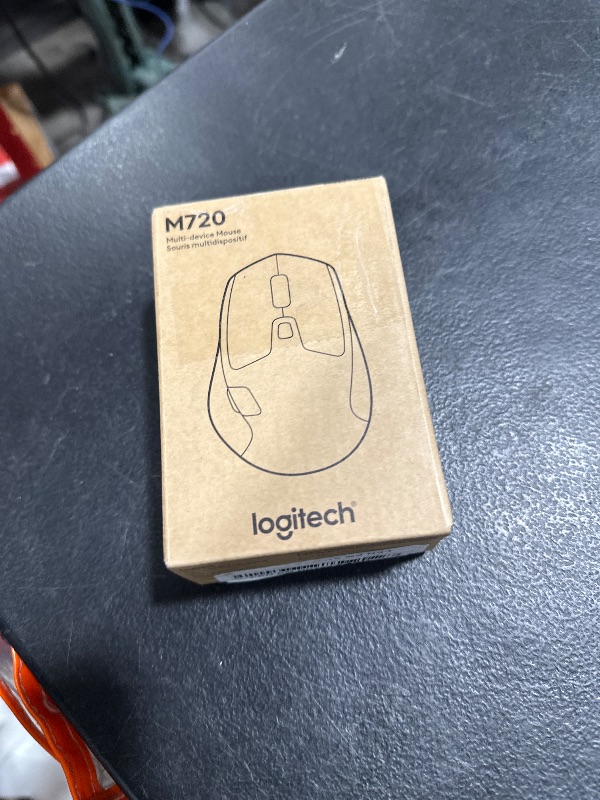 M720
Multi-device Mouse
Souris multidispositif
logitech®